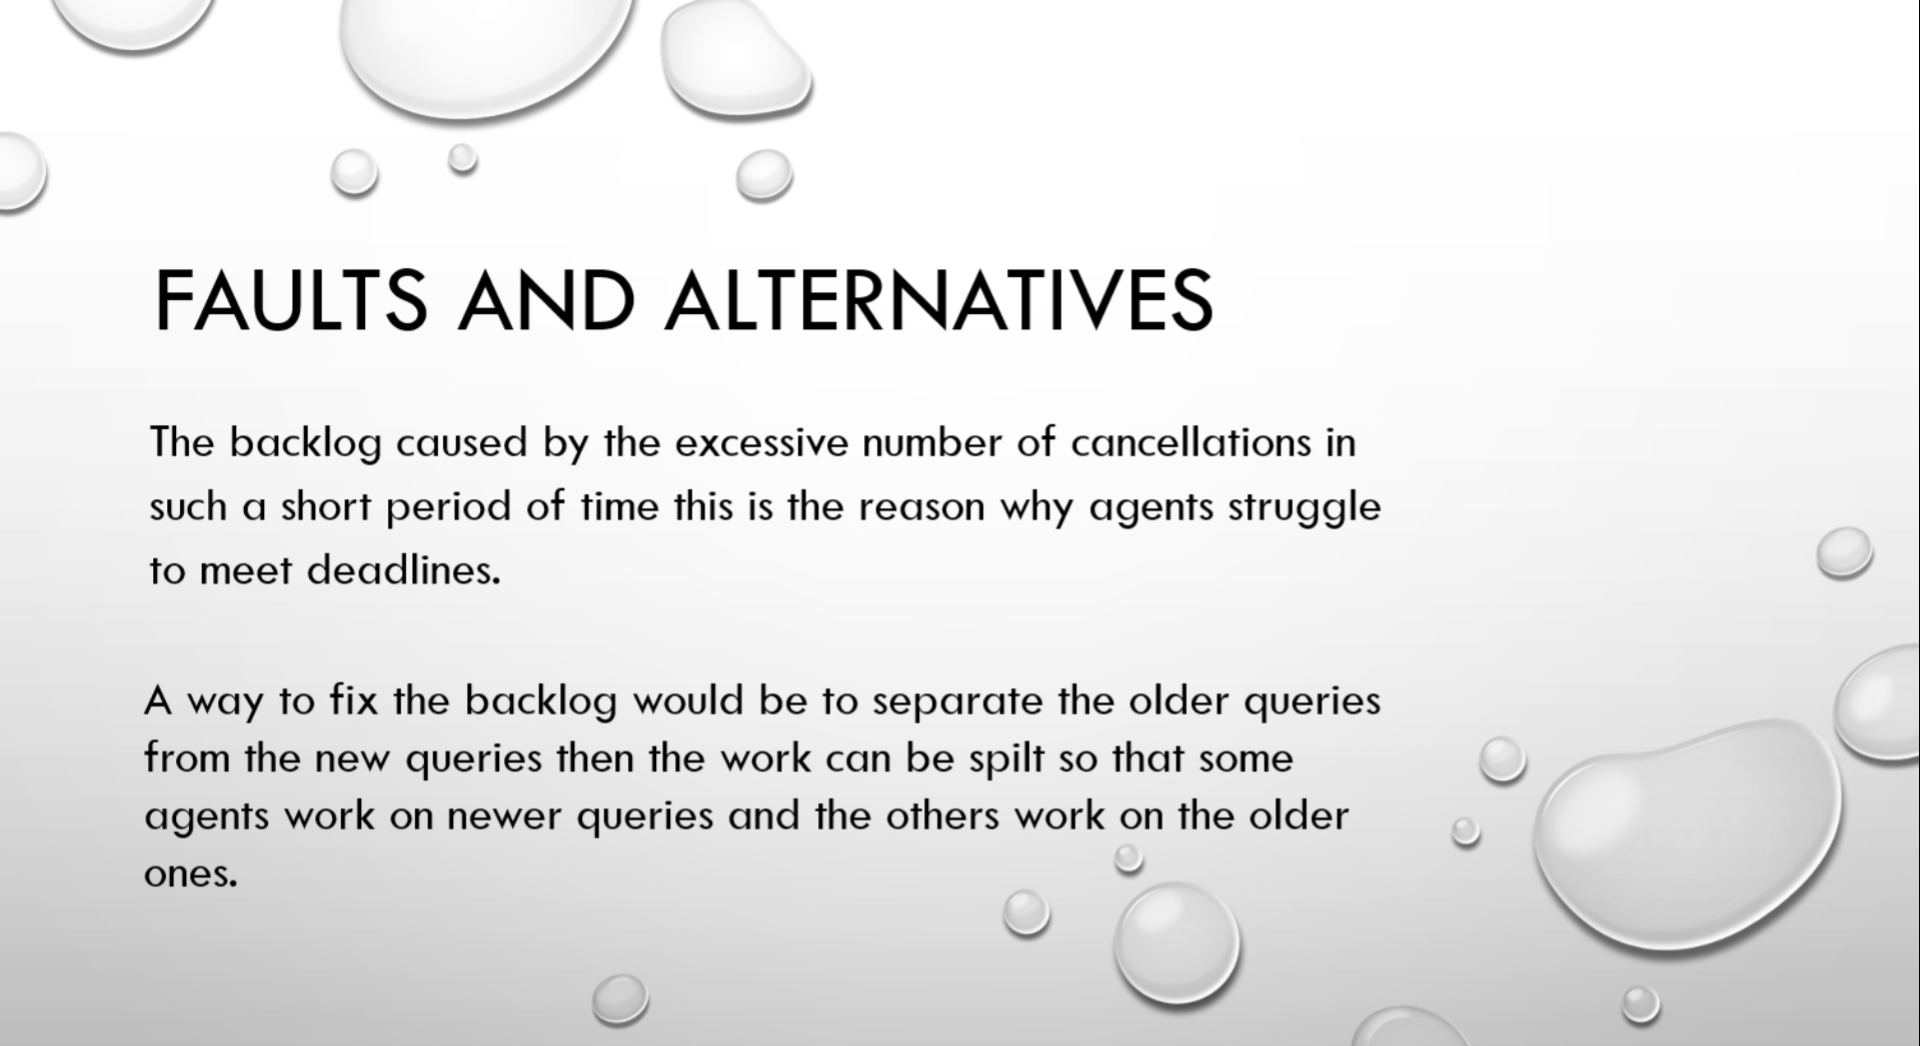 FAULTS AND ALTERNATIVES
The backlog caused by the excessive number of cancellations in
such a short period of time this is the reason why agents struggle
to meet deadlines.
A way to fix the backlog would be to separate the older queries
from the new queries then the work can be spilt so that some
agents work on newer queries and the others work on the older
ones.